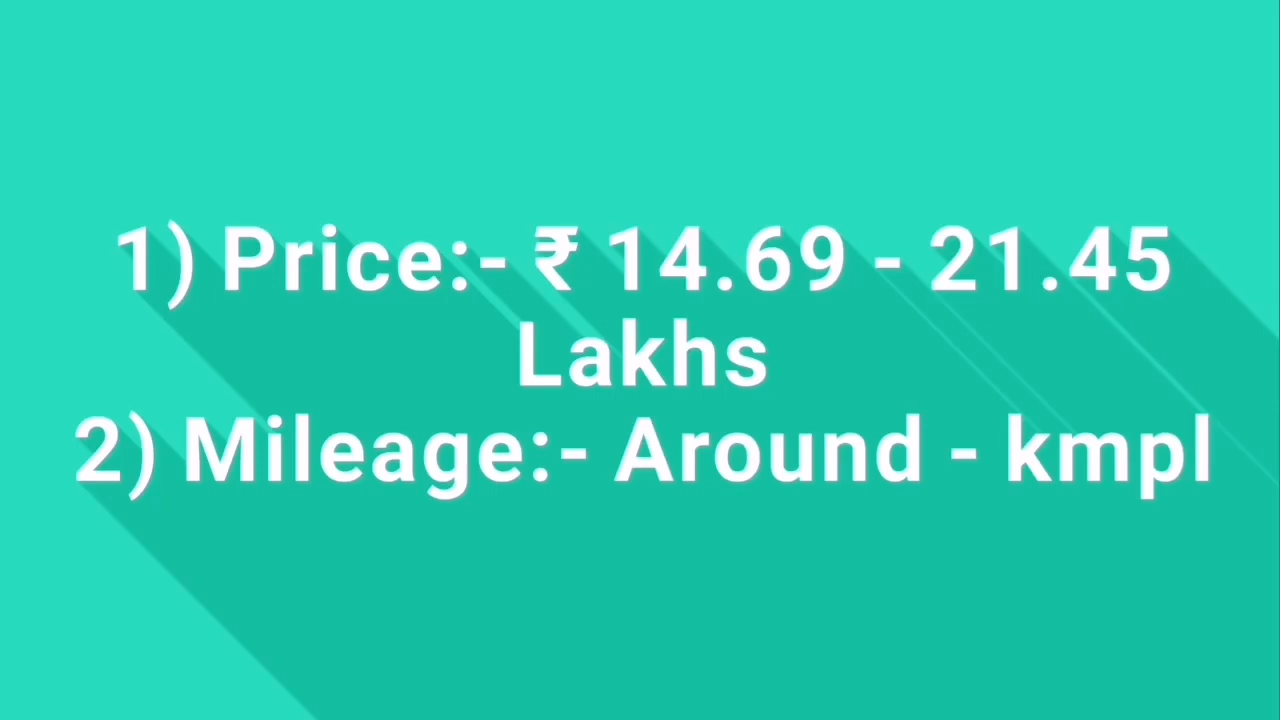 1) Price:- ₹ 14.69 - 21.45
Lakhs
2) Mileage:- Around - kmpl